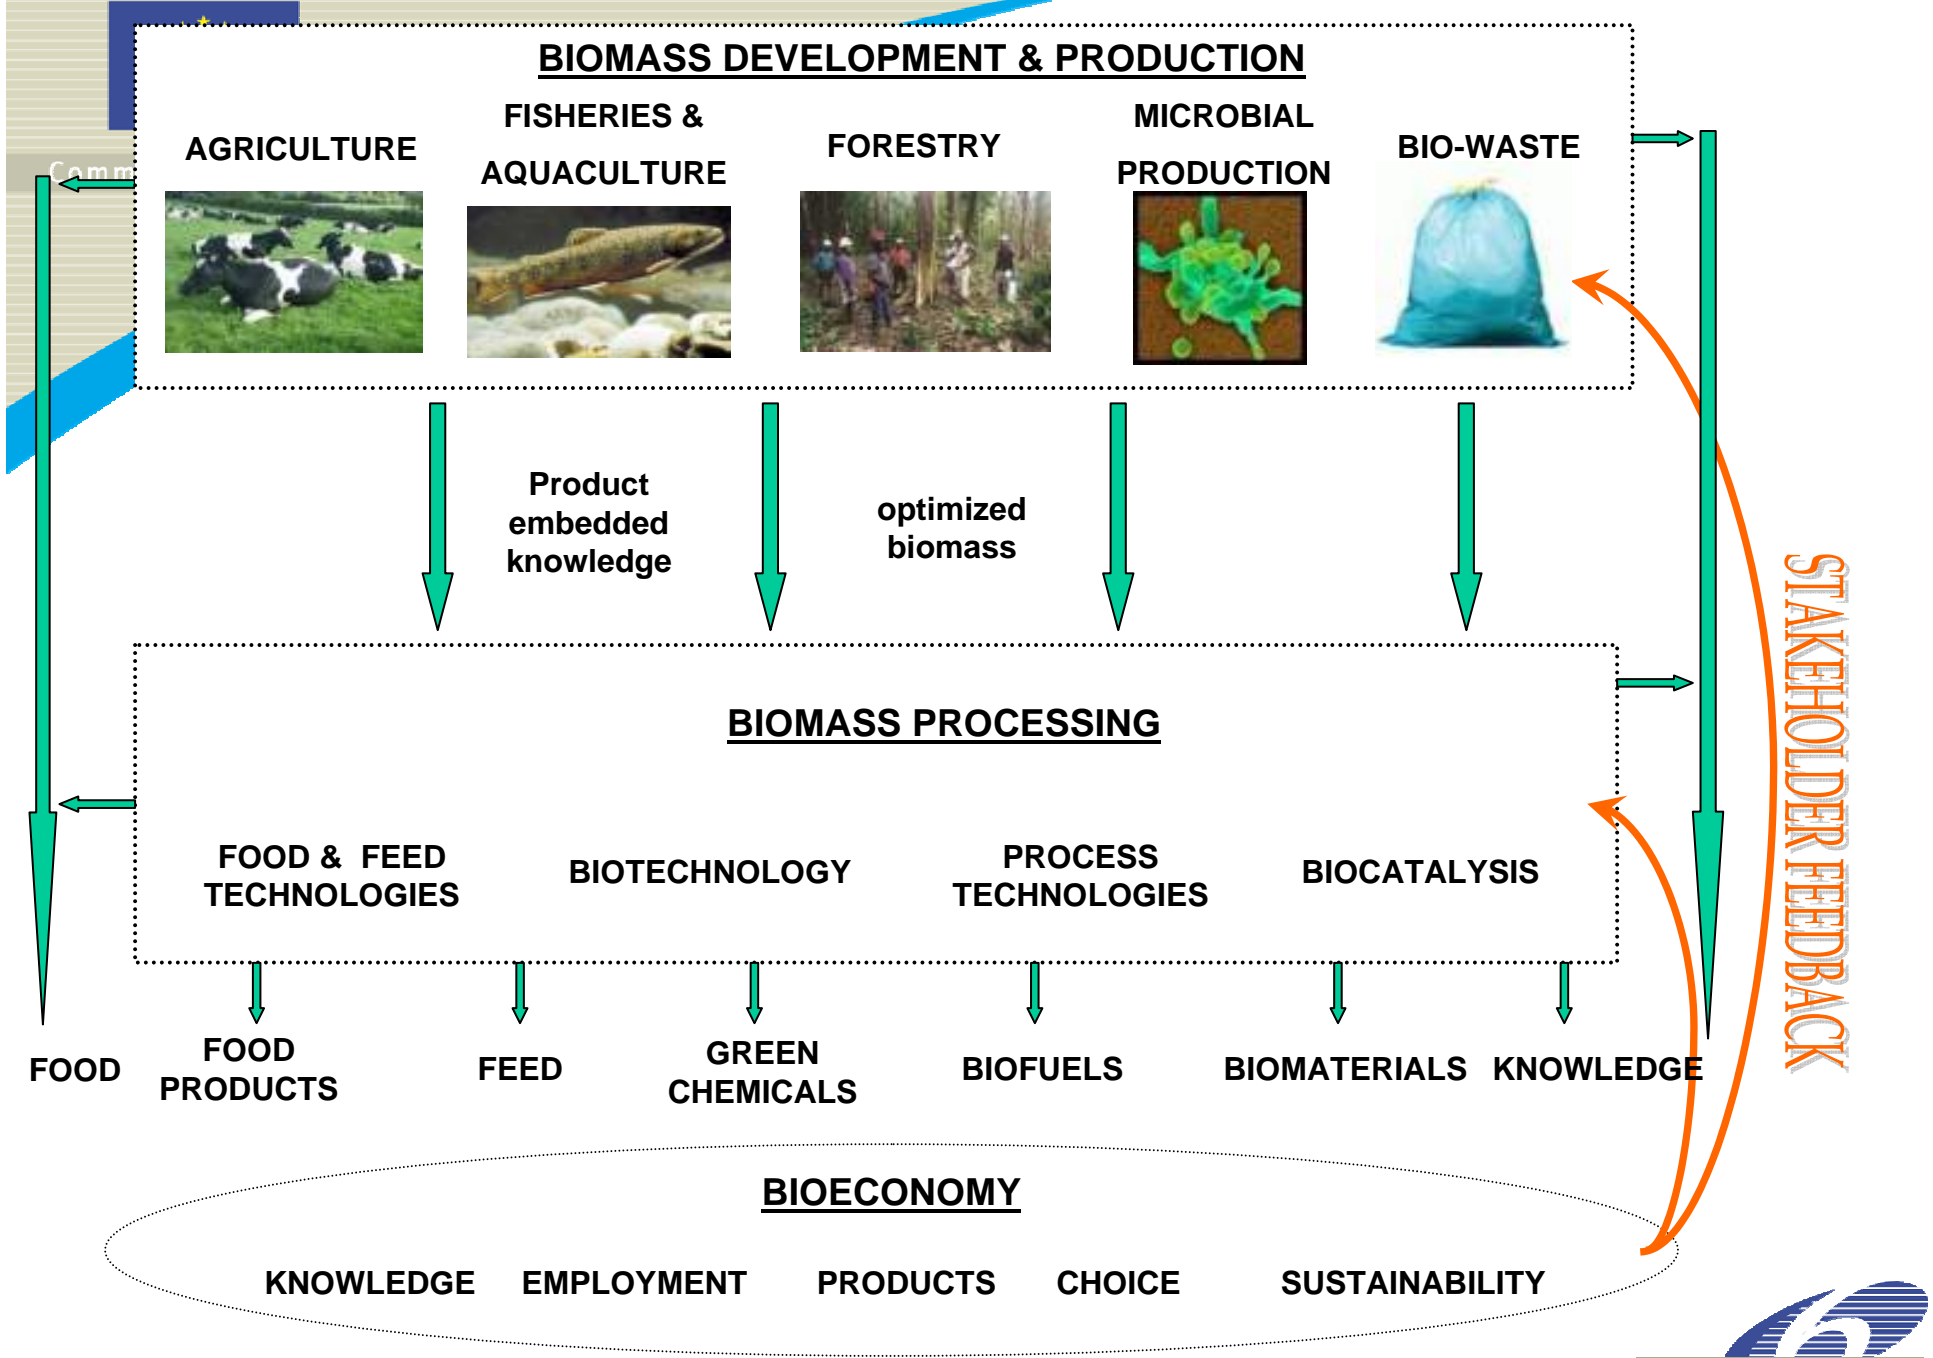 BIOMASS DEVELOPMENT & PRODUCTION
AGRICULTURE
FISHERIES &
AQUACULTURE
FORESTRY
MICROBIAL
PRODUCTION
BIO-WASTE
Comm
Product
embedded
knowledge
optimized
biomass
STAKEHOLDER FEEDBACK
BIOMASS PROCESSING
FOOD & FEED
TECHNOLOGIES
BIOTECHNOLOGY
PROCESS
TECHNOLOGIES
BIOCATALYSIS
FOOD
FOOD
PRODUCTS
FEED
GREEN
CHEMICALS
BIOFUELS
BIOMATERIALS
KNOWLEDGE
BIOECONOMY
KNOWLEDGE EMPLOYMENT PRODUCTS CHOICE SUSTAINABILITY